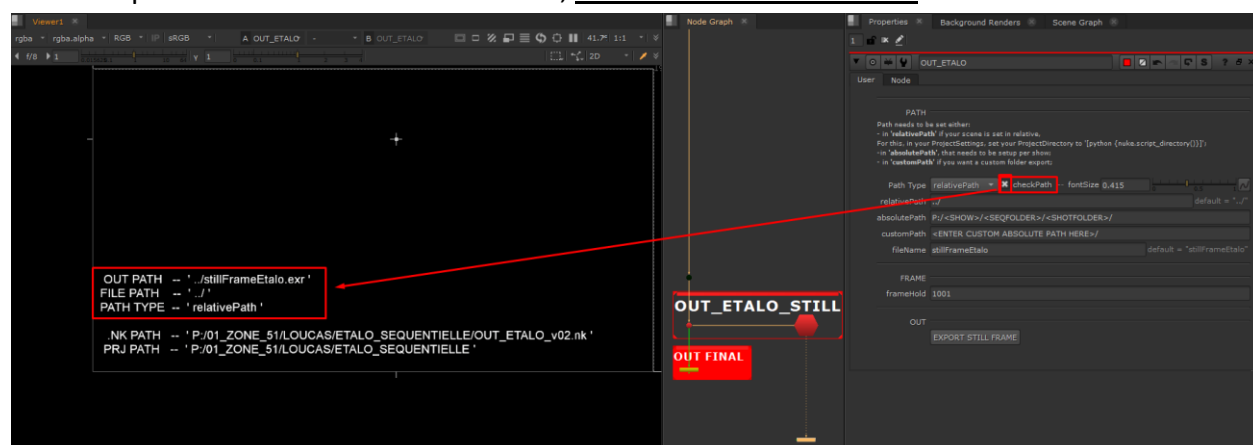 Viewer1
rgba rgba.alpha RGB IP sRGB A OUT_ETALO - B OUT_ETALO 41.7* 1:1
f/8 1 Y 1 2D
OUT PATH -- ' ../stillFrameEtalo.exr '
FILE PATH -- ' ../ '
PATH TYPE -- ' relativePath '
.NK PATH -- ' P:/01_ZONE_51/LOUCAS/ETALO_SEQUENTIELLE/OUT_ETALO_v02.nk '
PRJ PATH -- ' P:/01_ZONE_51/LOUCAS/ETALO_SEQUENTIELLE '
Node Graph
OUT_ETALO_STILL
OUT FINAL
Properties Background Renders Scene Graph
1
OUT_ETALO S ?
User Node
PATH
Path needs to be set either:
- in 'relativePath' if your scene is set in relative,
For this, in your ProjectSettings, set your ProjectDirectory to '[python {nuke.script_directory()}]';
-in 'absolutePath', that needs to be setup per show;
- in 'customPath' if you want a custom folder export;
Path Type relativePath checkPath fontSize 0.415
relativePath ../ default = "../"
absolutePath P:/<SHOW>/<SEQFOLDER>/<SHOTFOLDER>/
customPath <ENTER CUSTOM ABSOLUTE PATH HERE>/
fileName stillFrameEtalo default = "stillFrameEtalo"
FRAME
frameHold 1001
OUT
EXPORT STILL FRAME